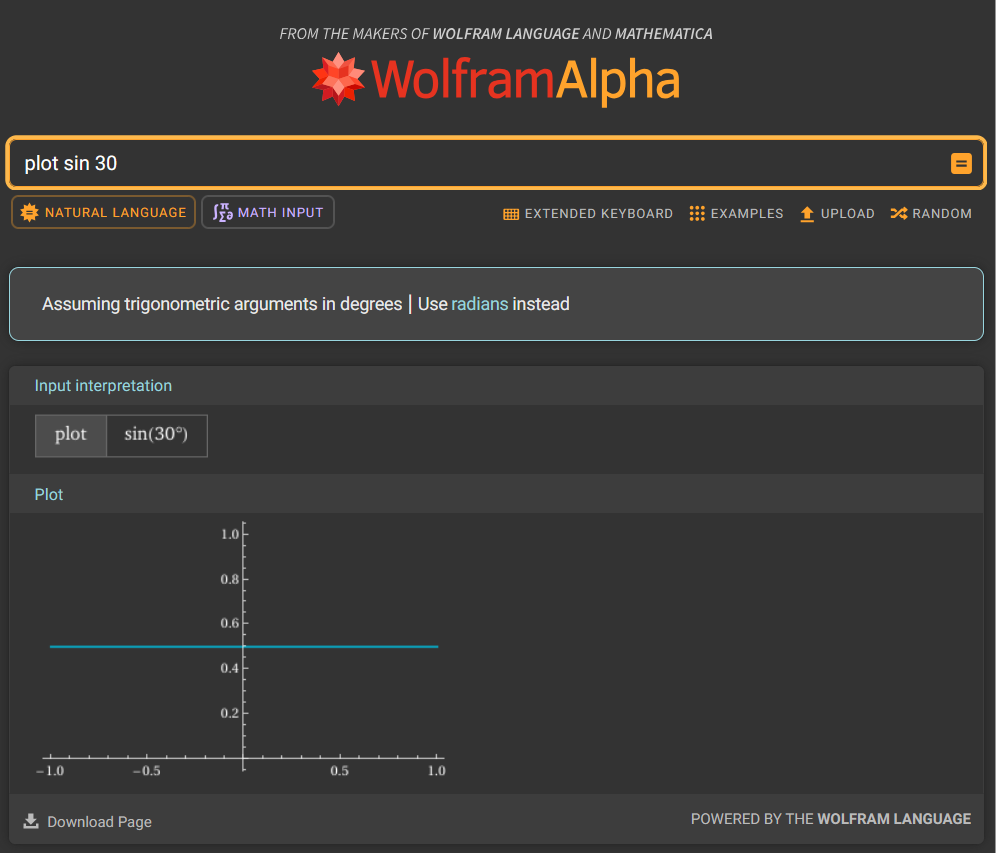 FROM THE MAKERS OF WOLFRAM LANGUAGE AND MATHEMATICA
WolframAlpha
plot sin 30
=
NATURAL LANGUAGE
∫π Σ∂ MATH INPUT
EXTENDED KEYBOARD
EXAMPLES
UPLOAD
RANDOM
Assuming trigonometric arguments in degrees | Use radians instead
Input interpretation
plot sin(30°)
Plot
1.0
0.8
0.6
0.4
0.2
−1.0 −0.5 0.5 1.0
Download Page
POWERED BY THE WOLFRAM LANGUAGE